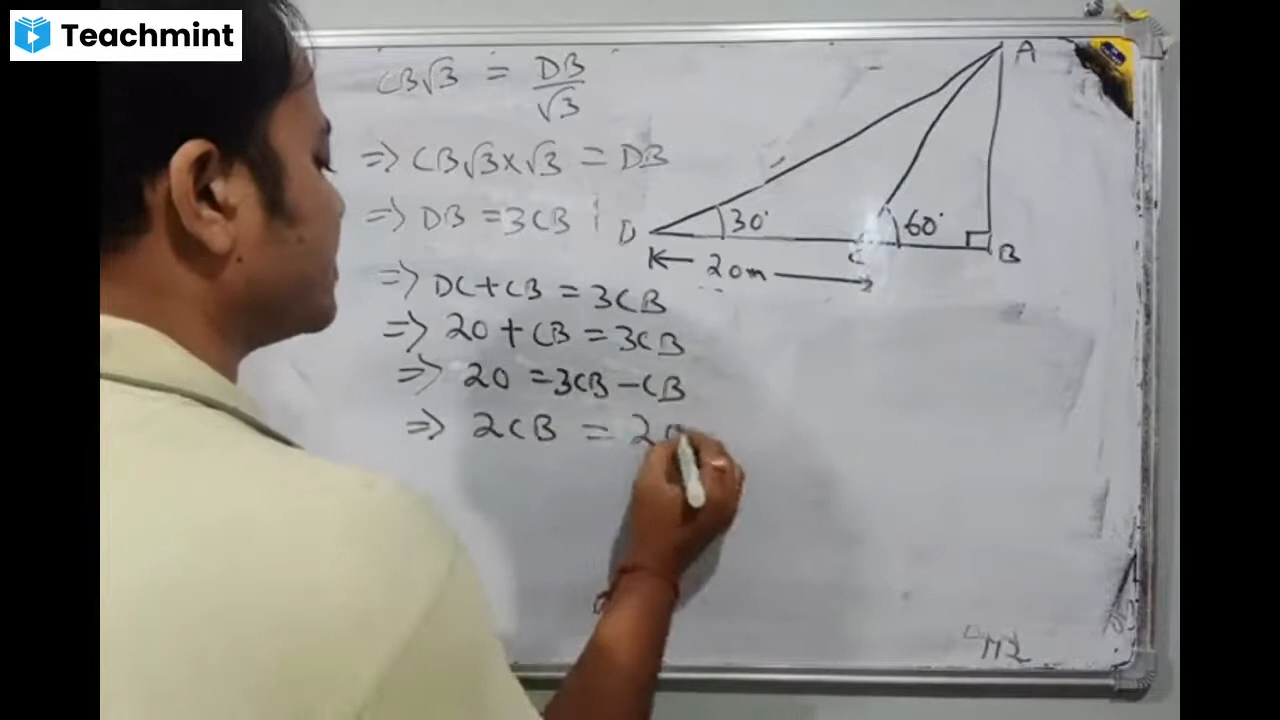 Teachmint
CB√3 = DB/√3
=> CB√3×√3 = DB
=> DB = 3CB
=> DC+CB = 3CB
=> 20+CB = 3CB
=> 20 = 3CB-CB
=> 2CB = 20
A
D 30° 60°
C B
20m